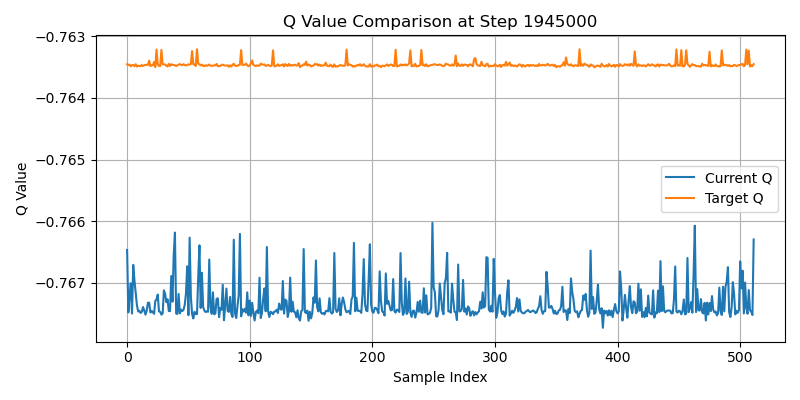 Q Value Comparison at Step 1945000
−0.763
−0.764
−0.765
−0.766
−0.767
Q Value
Current Q
Target Q
0
100
200
300
400
500
Sample Index